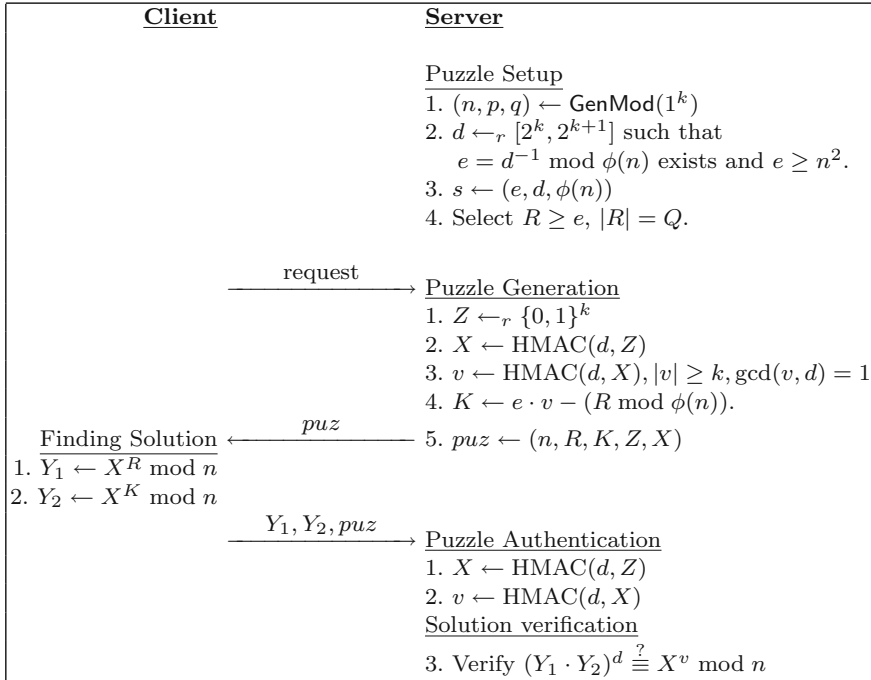 Client Server
Puzzle Setup
1. (n, p, q) ← GenMod(1^k)
2. d ←_r [2^k, 2^{k+1}] such that
e = d^{−1} mod ϕ(n) exists and e ≥ n^2.
3. s ← (e, d, ϕ(n))
4. Select R ≥ e, |R| = Q.
request
Puzzle Generation
1. Z ←_r {0, 1}^k
2. X ← HMAC(d, Z)
3. v ← HMAC(d, X), |v| ≥ k, gcd(v, d) = 1
4. K ← e · v − (R mod ϕ(n)).
Finding Solution puz 5. puz ← (n, R, K, Z, X)
1. Y_1 ← X^R mod n
2. Y_2 ← X^K mod n
Y_1, Y_2, puz
Puzzle Authentication
1. X ← HMAC(d, Z)
2. v ← HMAC(d, X)
Solution verification
3. Verify (Y_1 · Y_2)^d ≟ X^v mod n